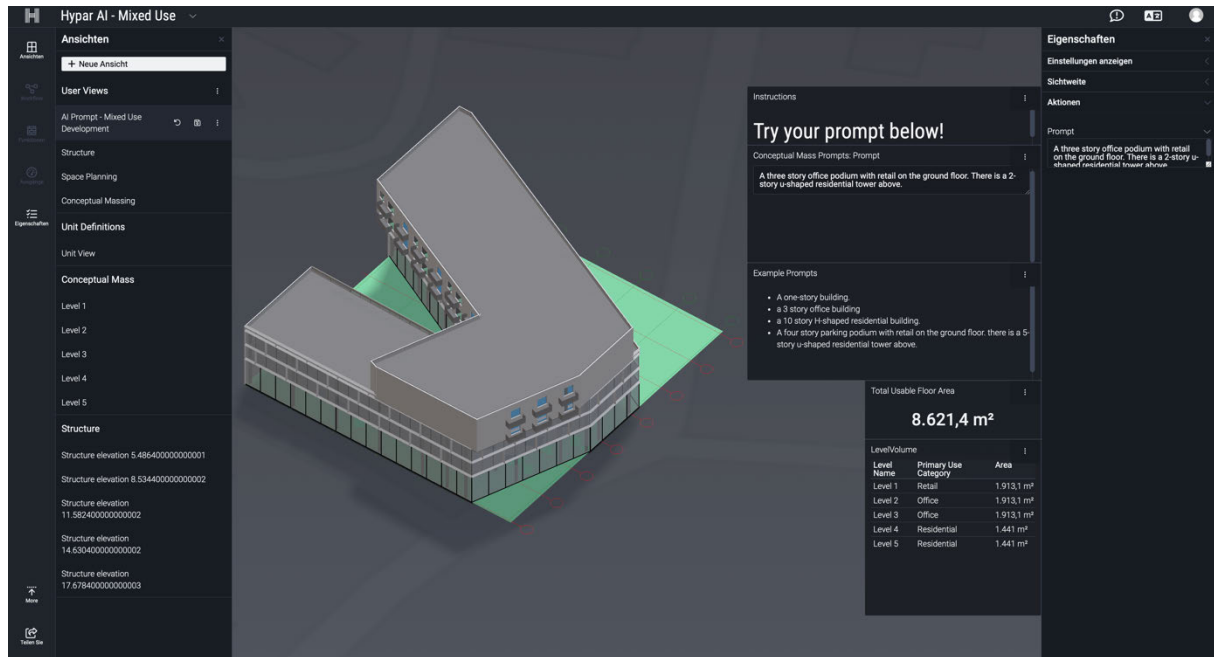 Hypar AI - Mixed Use
Ansichten
Ansichten
+ Neue Ansicht
User Views
AI Prompt - Mixed Use
Development
Structure
Space Planning
Conceptual Massing
Unit Definitions
Unit View
Conceptual Mass
Level 1
Level 2
Level 3
Level 4
Level 5
Structure
Structure elevation 5.486400000000001
Structure elevation 8.534400000000002
Structure elevation
11.582400000000002
Structure elevation
14.630400000000002
Structure elevation
17.678400000000003
Eigenschaften
More
Teilen Sie
Instructions
Try your prompt below!
Conceptual Mass Prompts: Prompt
A three story office podium with retail on the ground floor. There is a 2-
story u-shaped residential tower above.
Example Prompts
• A one-story building.
• a 3 story office building
• a 10 story H-shaped residential building.
• A four story parking podium with retail on the ground floor. there is a 5-
story u-shaped residential tower above.
Total Usable Floor Area
8.621,4 m²
LevelVolume
Level Name Primary Use Category Area
Level 1 Retail 1.913,1 m²
Level 2 Office 1.913,1 m²
Level 3 Office 1.913,1 m²
Level 4 Residential 1.441 m²
Level 5 Residential 1.441 m²
Eigenschaften
Einstellungen anzeigen
Sichtweite
Aktionen
Prompt
A three story office podium with retail
on the ground floor. There is a 2-story u-
shaped residential tower above.